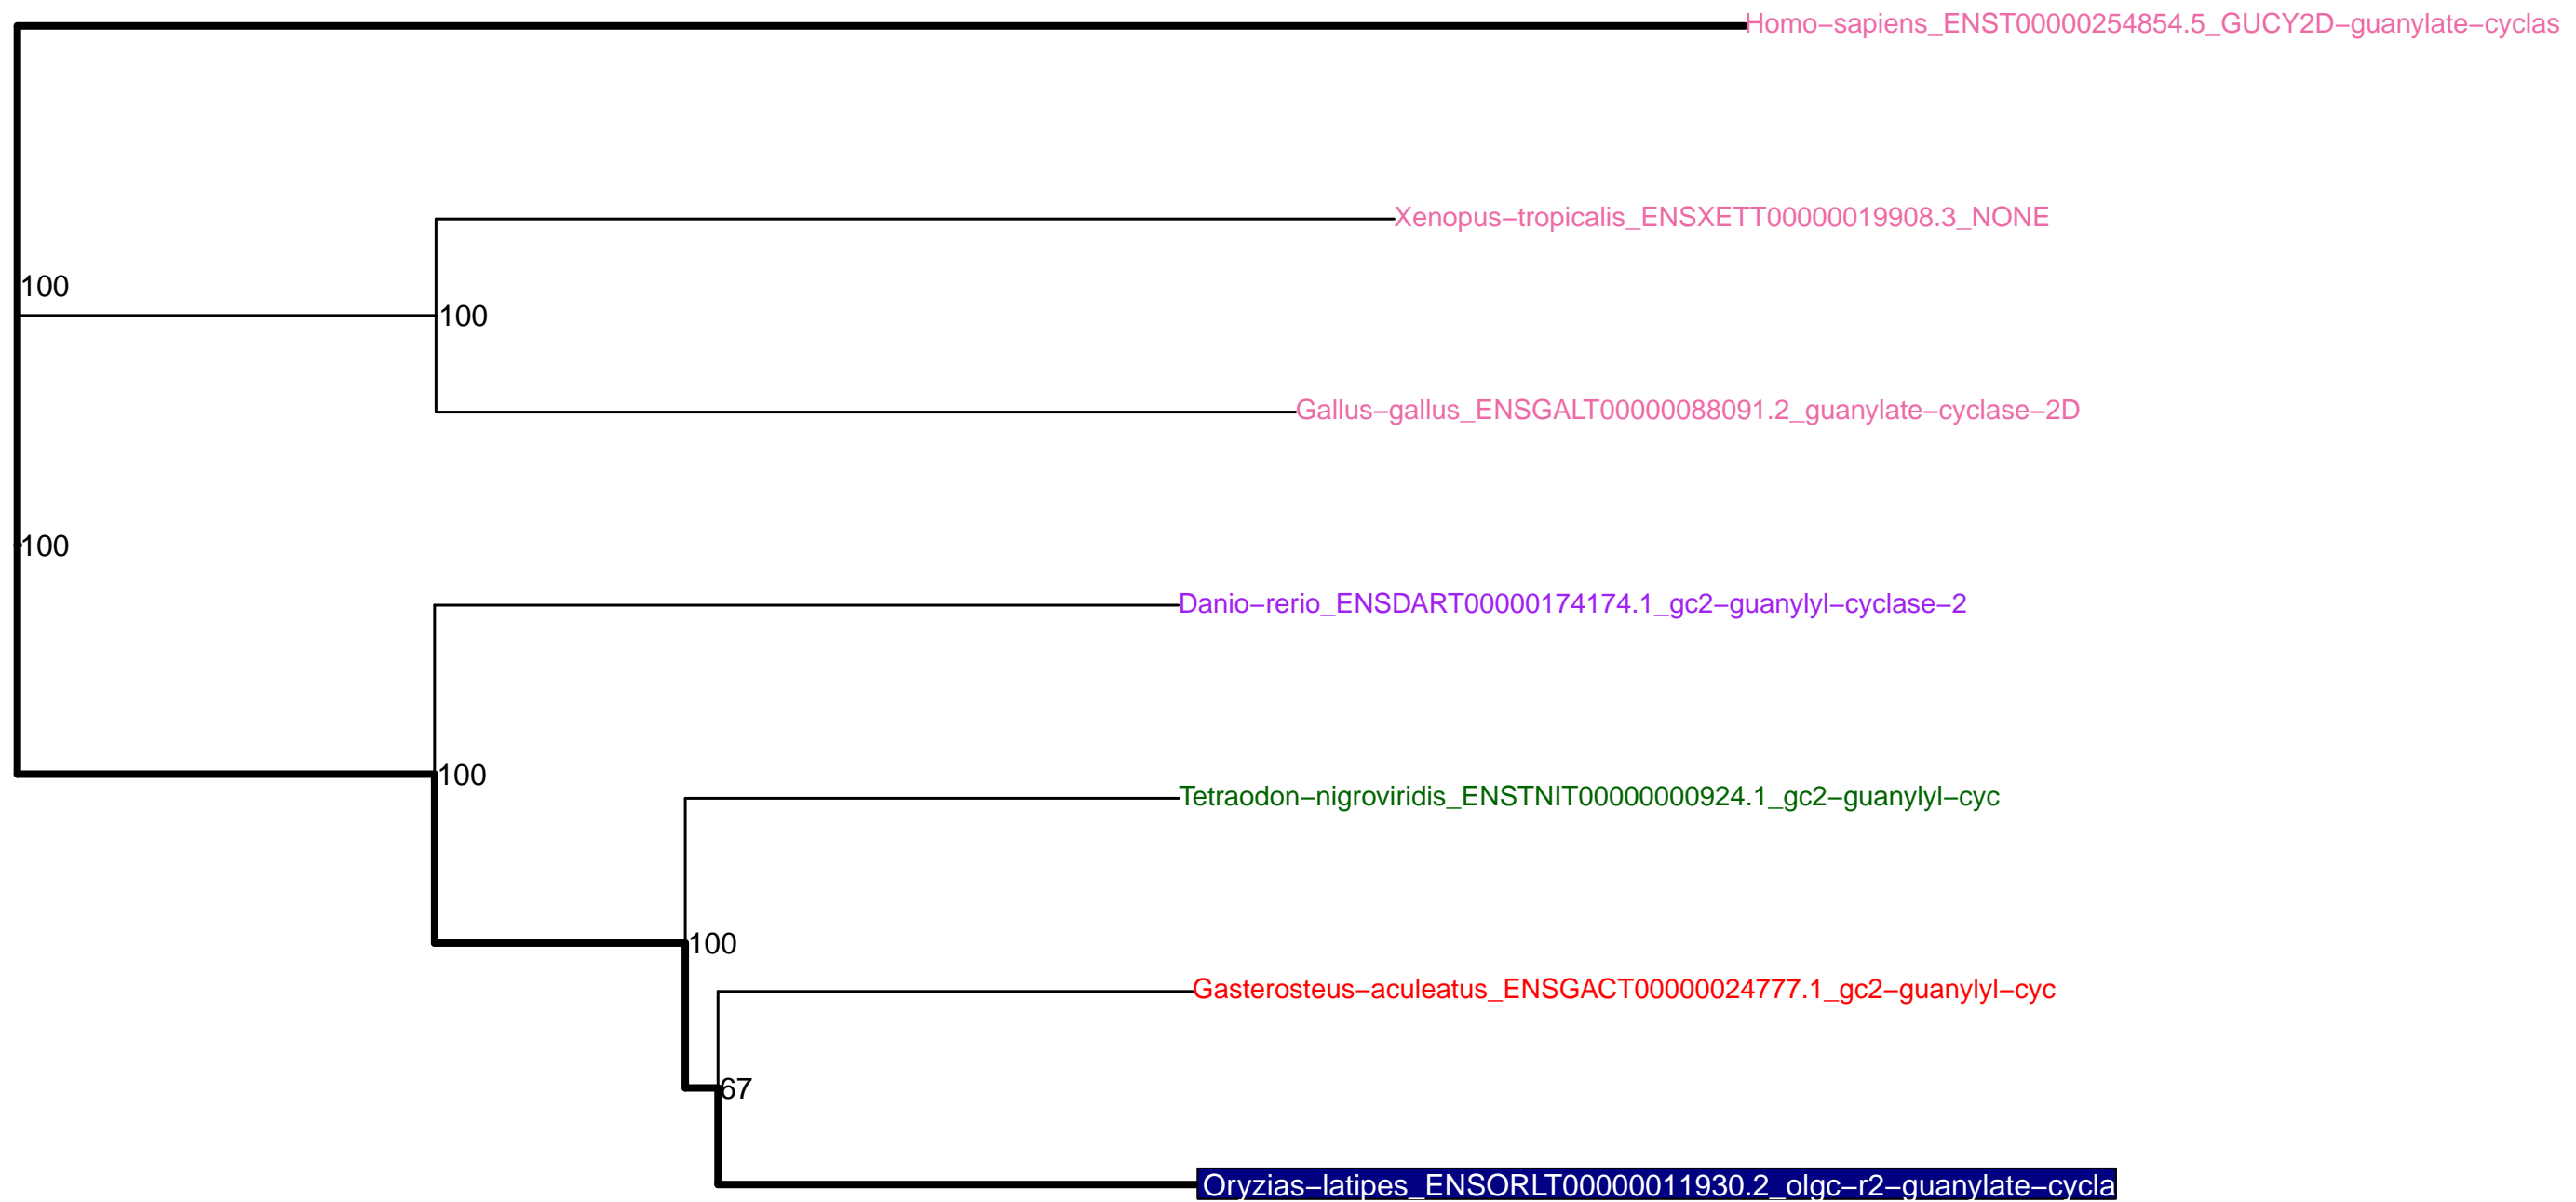 Homo−sapiens_ENST00000254854.5_GUCY2D−guanylate−cyclas
Xenopus−tropicalis_ENSXETT00000019908.3_NONE
100
100
Gallus−gallus_ENSGALT00000088091.2_guanylate−cyclase−2D
100
Danio−rerio_ENSDART00000174174.1_gc2−guanylyl−cyclase−2
100
Tetraodon−nigroviridis_ENSTNIT00000000924.1_gc2−guanylyl−cyc
100
Gasterosteus−aculeatus_ENSGACT00000024777.1_gc2−guanylyl−cyc
67
Oryzias−latipes_ENSORLT00000011930.2_olgc−r2−guanylate−cycla